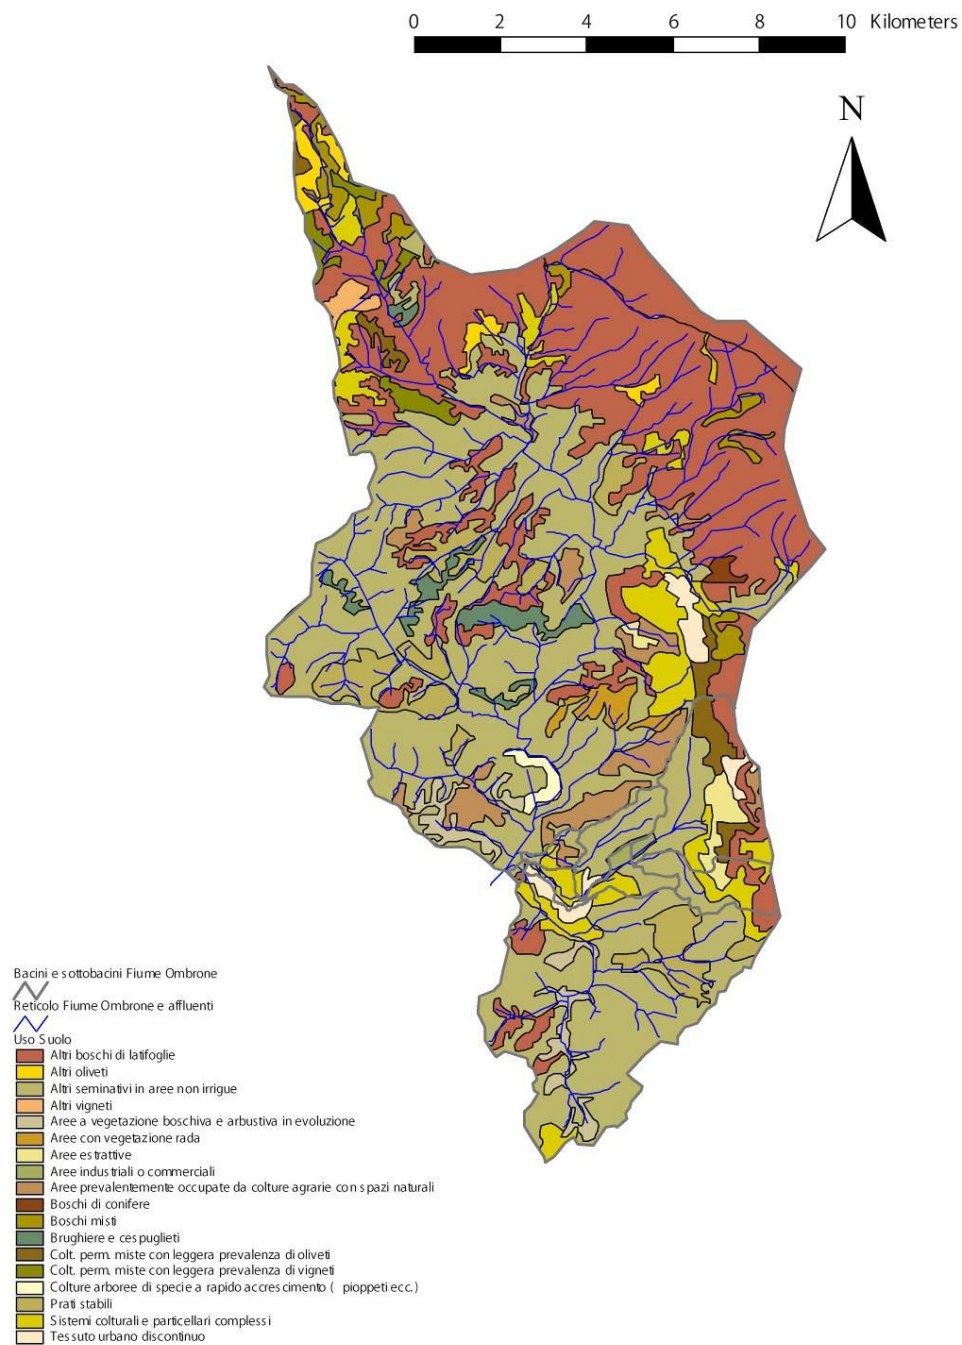 0 2 4 6 8 10 Kilometers
N
Bacini e sottobacini Fiume Ombrone
Reticolo Fiume Ombrone e affluenti
Uso Suolo
Altri boschi di latifoglie
Altri oliveti
Altri seminativi in aree non irrigue
Altri vigneti
Aree a vegetazione boschiva e arbustiva in evoluzione
Aree con vegetazione rada
Aree estrattive
Aree industriali o commerciali
Aree prevalentemente occupate da colture agrarie con spazi naturali
Boschi di conifere
Boschi misti
Brughiere e cespuglieti
Colt. perm. miste con leggera prevalenza di oliveti
Colt. perm. miste con leggera prevalenza di vigneti
Colture arboree di specie a rapido accrescimento ( pioppeti ecc.)
Prati stabili
Sistemi colturali e particellari complessi
Tessuto urbano discontinuo